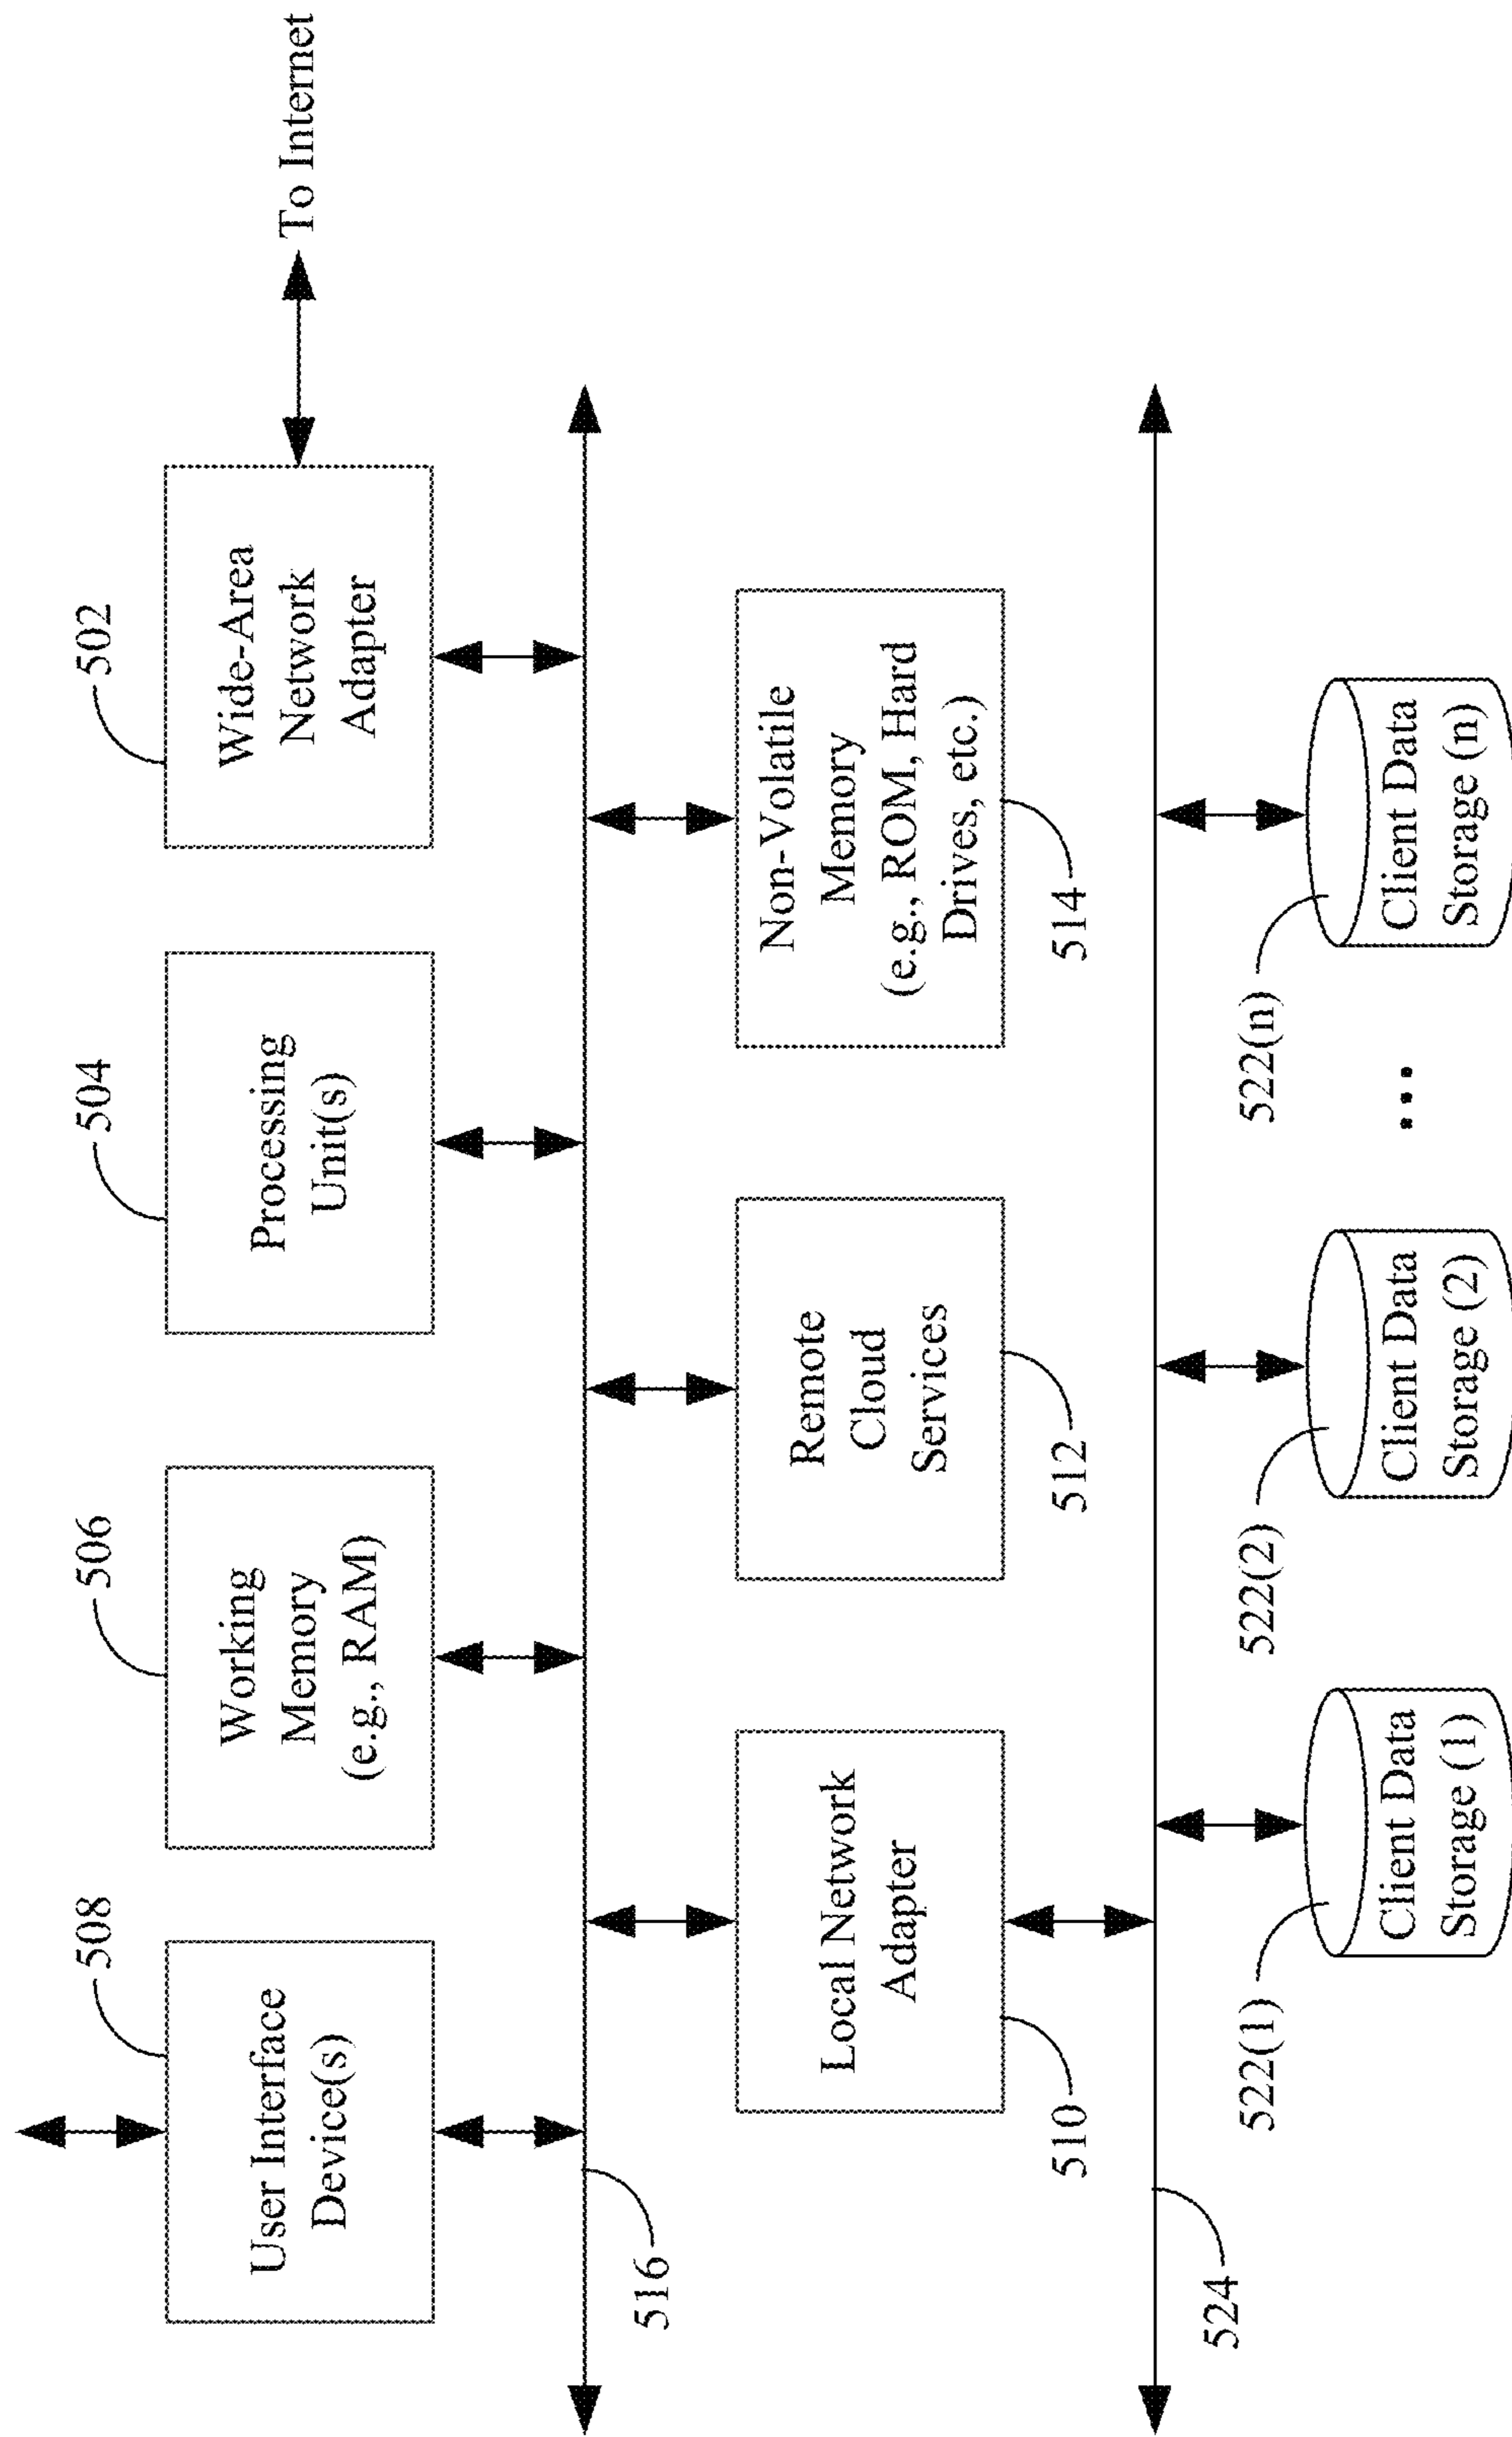 508
506
504
502
User Interface
Device(s)
Working
Memory
(e.g., RAM)
Processing
Unit(s)
Wide-Area
Network
Adapter
To Internet
516
Local Network
Adapter
Remote
Cloud
Services
Non-Volatile
Memory
(e.g., ROM, Hard
Drives, etc.)
510
512
514
524
522(1)
522(2)
522(n)
Client Data
Storage (1)
Client Data
Storage (2)
...
Client Data
Storage (n)